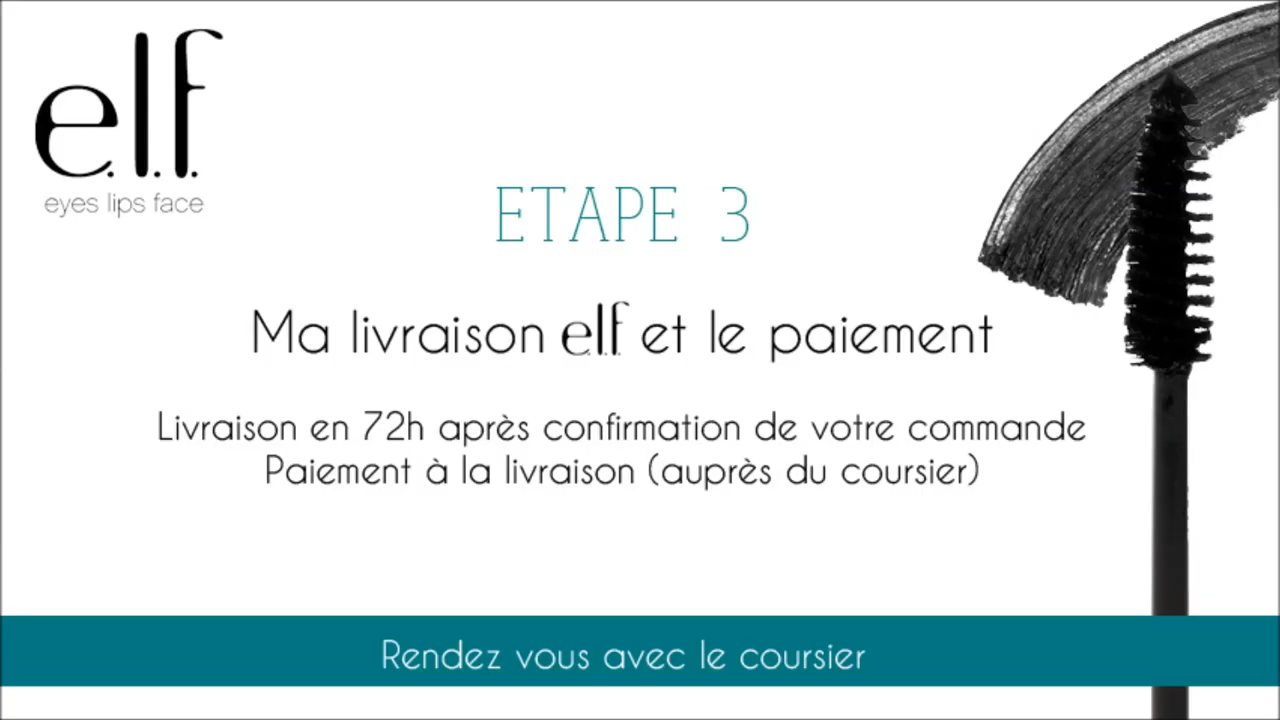 e.l.f.
eyes lips face
ETAPE 3
Ma livraison e.l.f. et le paiement
Livraison en 72h après confirmation de votre commande
Paiement à la livraison (auprès du coursier)
Rendez vous avec le coursier